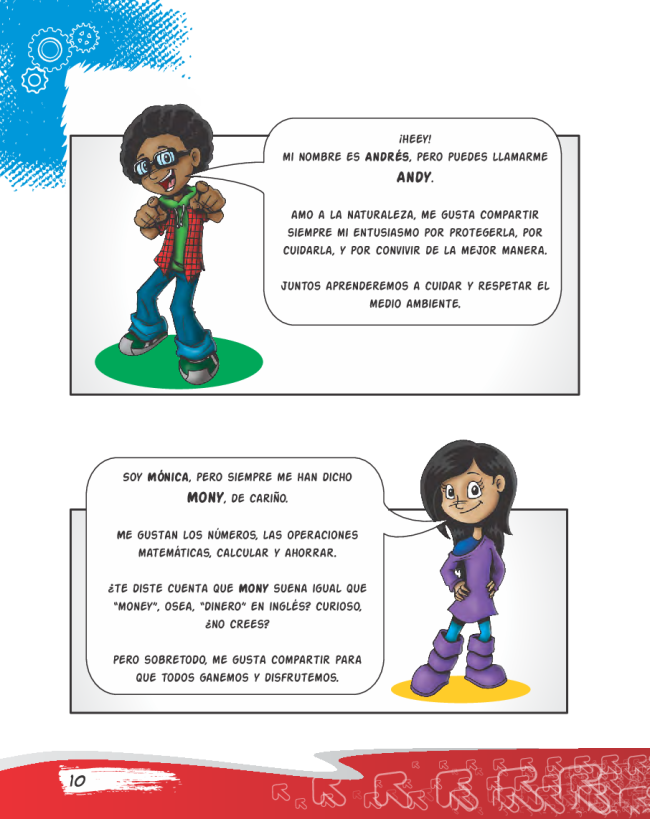 ¡HEEY!
MI NOMBRE ES ANDRÉS, PERO PUEDES LLAMARME
ANDY.
AMO A LA NATURALEZA, ME GUSTA COMPARTIR
SIEMPRE MI ENTUSIASMO POR PROTEGERLA, POR
CUIDARLA, Y POR CONVIVIR DE LA MEJOR MANERA.
JUNTOS APRENDEREMOS A CUIDAR Y RESPETAR EL
MEDIO AMBIENTE.
SOY MÓNICA, PERO SIEMPRE ME HAN DICHO
MONY, DE CARIÑO.
ME GUSTAN LOS NÚMEROS, LAS OPERACIONES
MATEMÁTICAS, CALCULAR Y AHORRAR.
¿TE DISTE CUENTA QUE MONY SUENA IGUAL QUE
"MONEY", OSEA, "DINERO" EN INGLÉS? CURIOSO,
¿NO CREES?
PERO SOBRETODO, ME GUSTA COMPARTIR PARA
QUE TODOS GANEMOS Y DISFRUTEMOS.
10